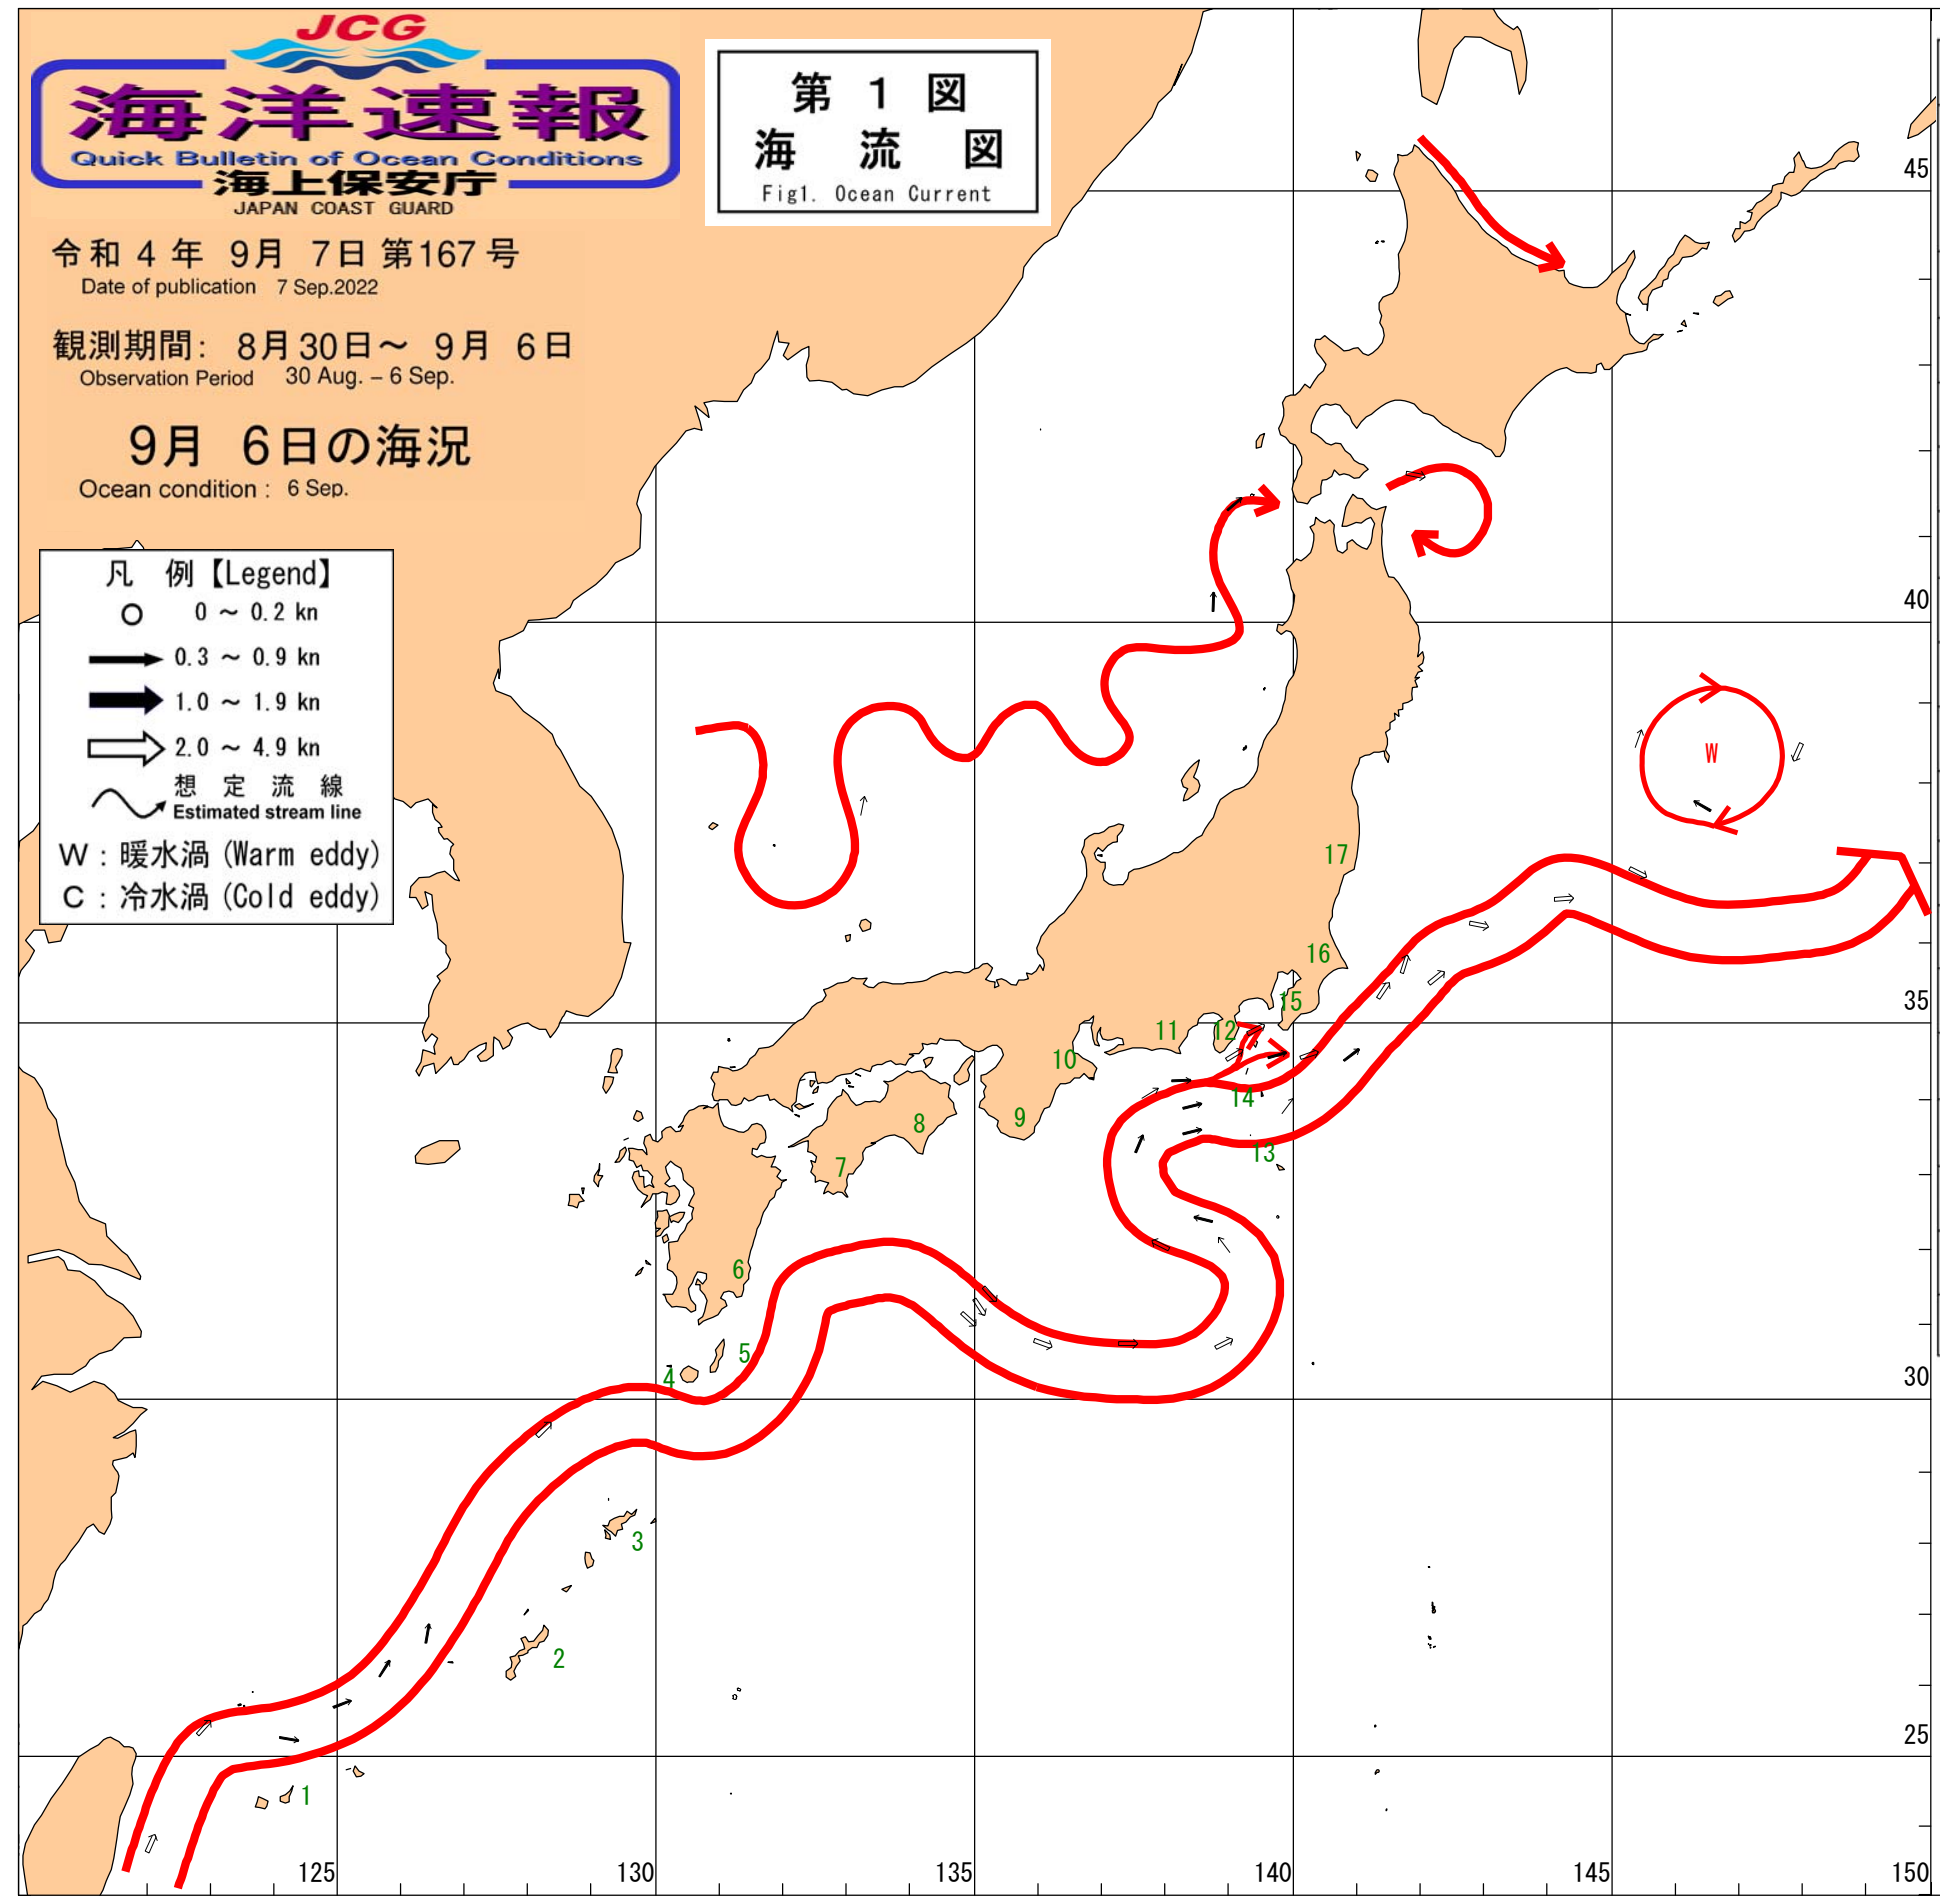 JCG
海洋速報
Quick Bulletin of Ocean Conditions
海上保安庁
JAPAN COAST GUARD
第 1 図
海 流 図
Fig1. Ocean Current
令和 4 年 9月 7日 第167 号
Date of publication 7 Sep.2022
観測期間: 8月30日～ 9月 6日
Observation Period 30 Aug. – 6 Sep.
9月 6日の海況
Ocean condition : 6 Sep.
凡 例【Legend】
0 ～ 0.2 kn
0.3 ～ 0.9 kn
1.0 ～ 1.9 kn
2.0 ～ 4.9 kn
想 定 流 線
Estimated stream line
W : 暖水渦 (Warm eddy)
C : 冷水渦 (Cold eddy)
45
40
W
17
16
35
15
12
11
10
14
9
8
13
7
6
5
4
30
3
2
25
1
125
130
135
140
145
150